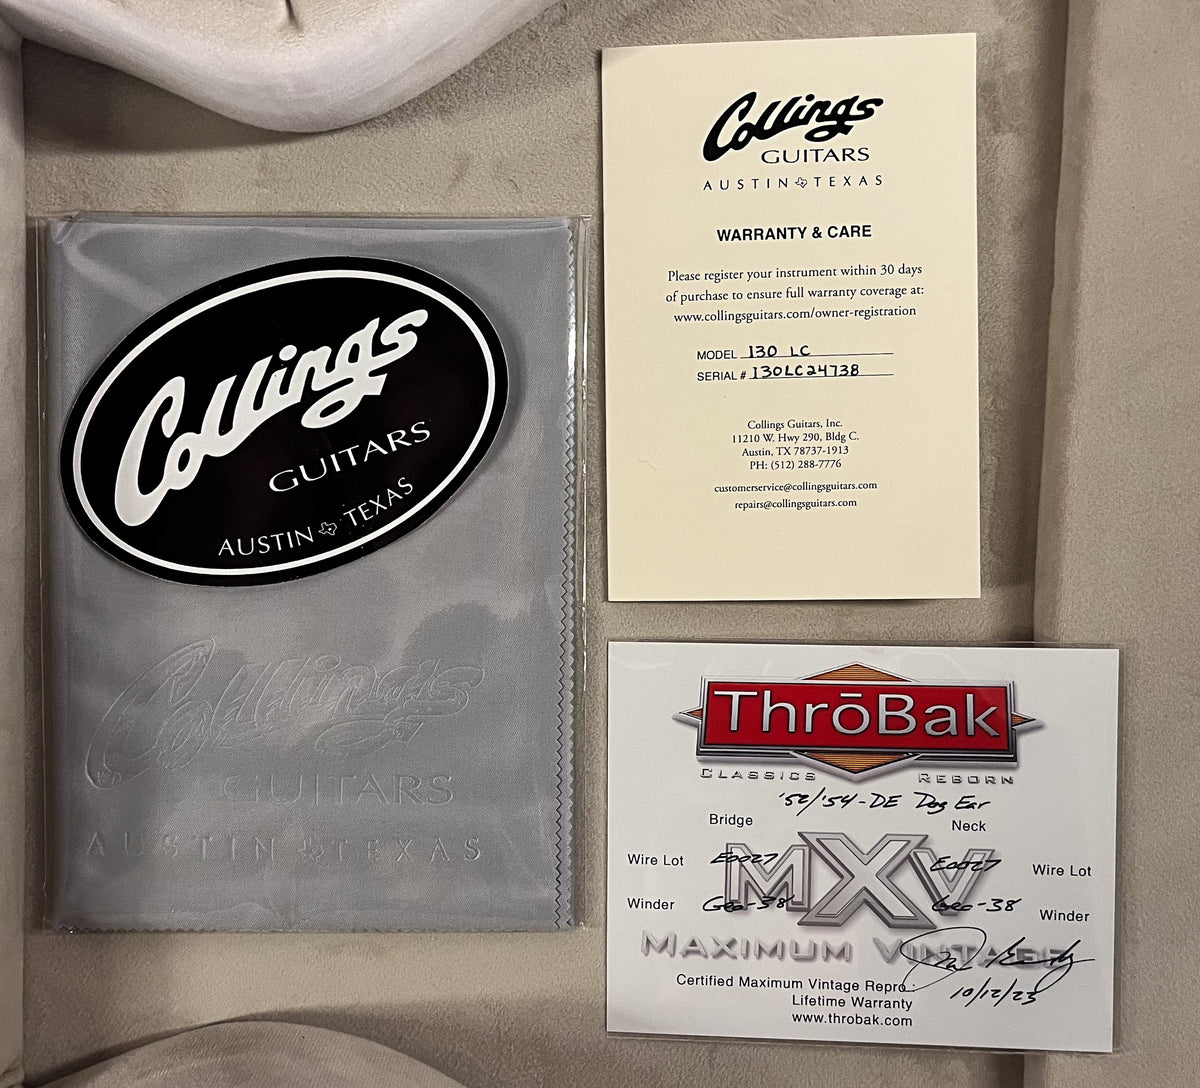 Collings
GUITARS
AUSTIN TEXAS
Collings
GUITARS
AUSTIN TEXAS
Collings
GUITARS
AUSTIN TEXAS
WARRANTY & CARE
Please register your instrument within 30 days
of purchase to ensure full warranty coverage at:
www.collingsguitars.com/owner-registration
MODEL I30 LC
SERIAL # I30LC24738
Collings Guitars, Inc.
11210 W. Hwy 290, Bldg C.
Austin, TX 78737-1913
PH: (512) 288-7776
customerservice@collingsguitars.com
repairs@collingsguitars.com
ThrōBak
CLASSICS REBORN
'52/'54-DE Dog Ear
Bridge Neck
Wire Lot E0027 E0027 Wire Lot
Winder Geo-38 Geo-38 Winder
MXV
MAXIMUM VINTAGE
Certified Maximum Vintage Repro:
10/12/23
Lifetime Warranty
www.throbak.com